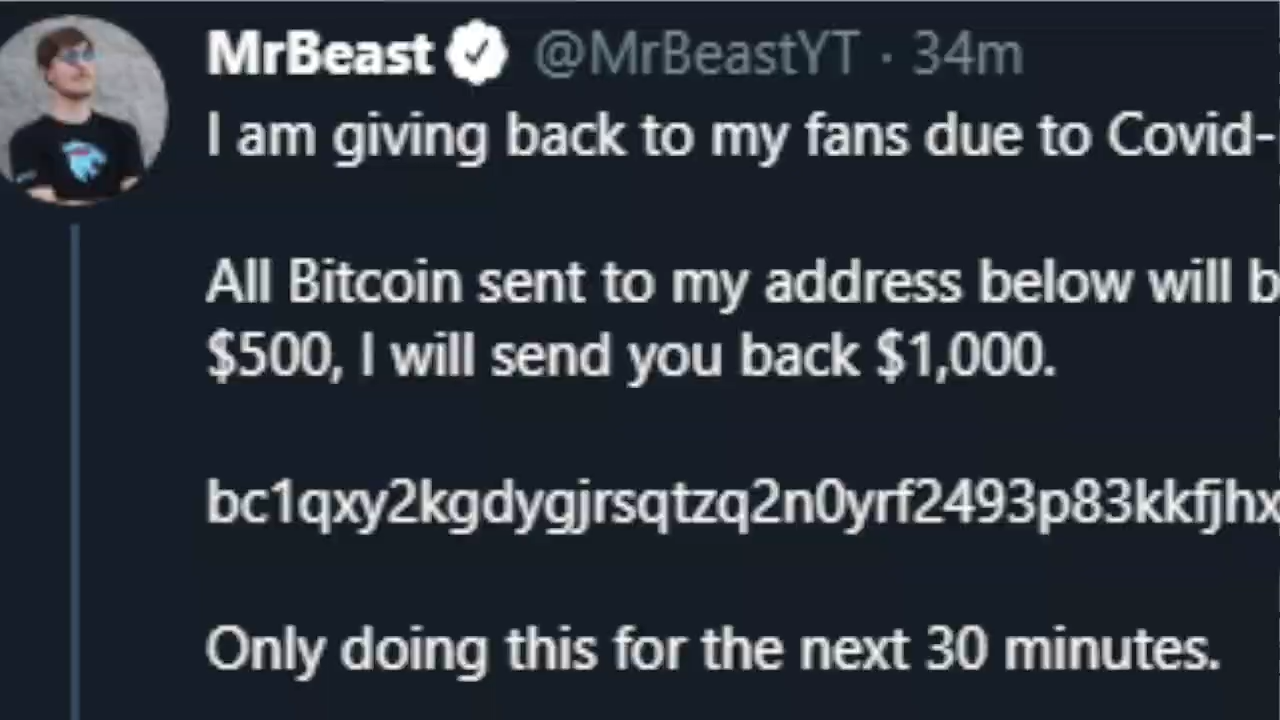 MrBeast @MrBeastYT · 34m
I am giving back to my fans due to Covid-
All Bitcoin sent to my address below will b
$500, I will send you back $1,000.
bc1qxy2kgdygjrsqtzq2n0yrf2493p83kkfjhx
Only doing this for the next 30 minutes.